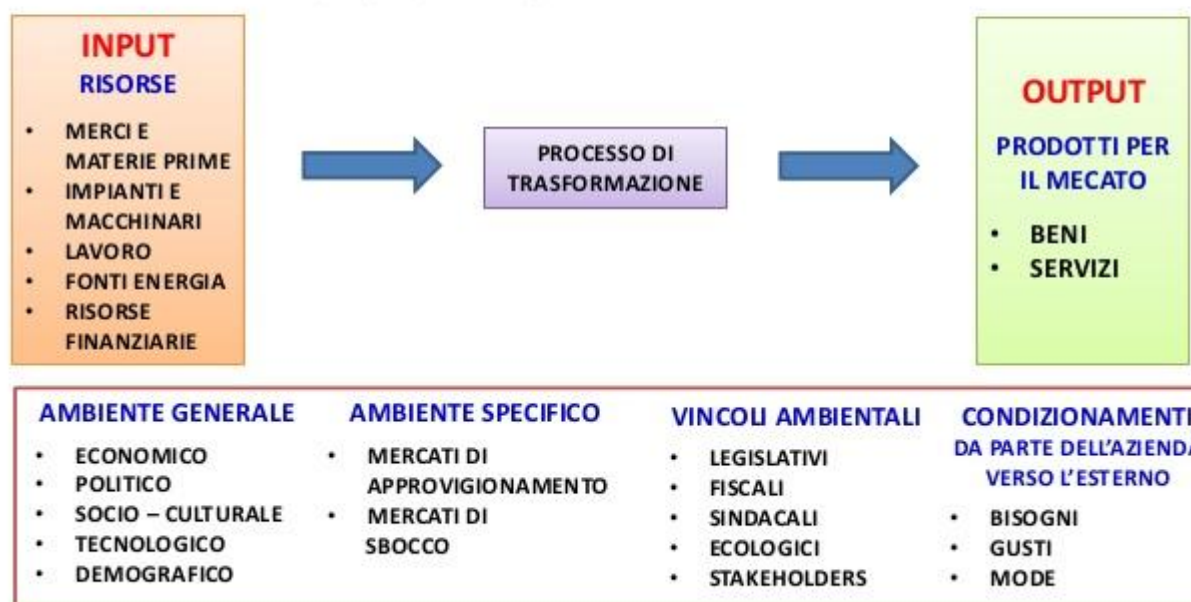 INPUT
RISORSE
• MERCI E
MATERIE PRIME
• IMPIANTI E
MACCHINARI
• LAVORO
• FONTI ENERGIA
• RISORSE
FINANZIARIE
PROCESSO DI
TRASFORMAZIONE
OUTPUT
PRODOTTI PER
IL MECATO
• BENI
• SERVIZI
AMBIENTE GENERALE
• ECONOMICO
• POLITICO
• SOCIO – CULTURALE
• TECNOLOGICO
• DEMOGRAFICO
AMBIENTE SPECIFICO
• MERCATI DI
APPROVIGIONAMENTO
• MERCATI DI
SBOCCO
VINCOLI AMBIENTALI
• LEGISLATIVI
• FISCALI
• SINDACALI
• ECOLOGICI
• STAKEHOLDERS
CONDIZIONAMENTI
DA PARTE DELL'AZIENDA
VERSO L'ESTERNO
• BISOGNI
• GUSTI
• MODE